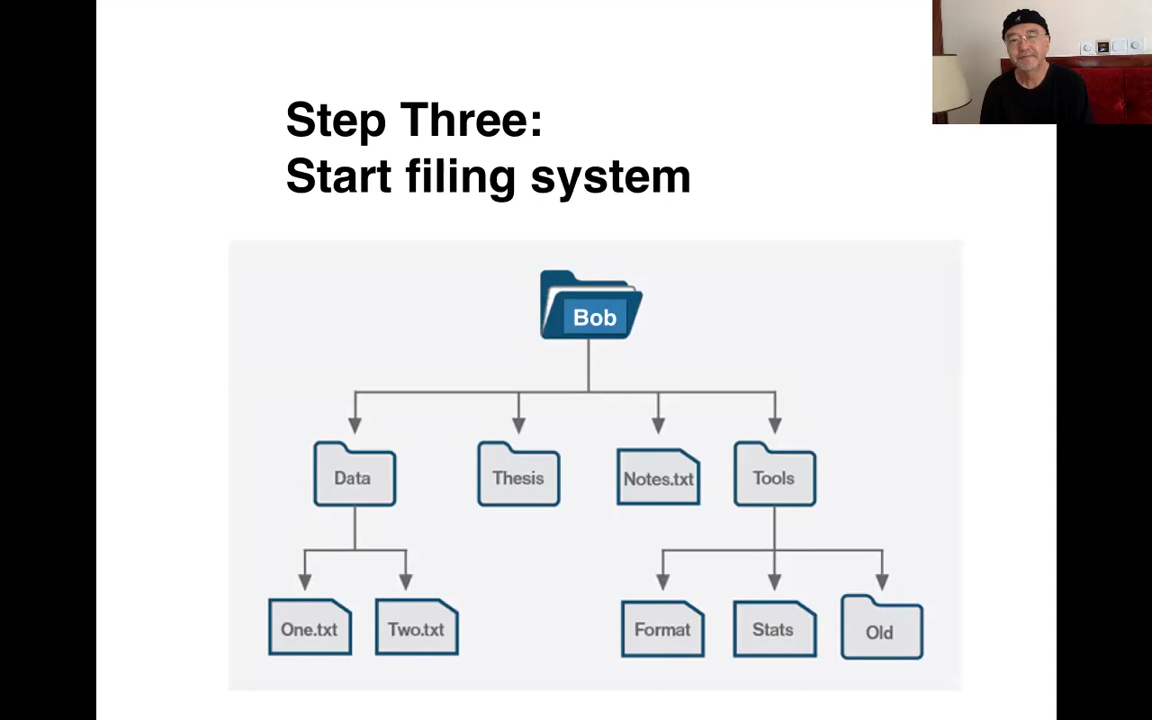 Step Three:
Start filing system
Bob
Data
Thesis
Notes.txt
Tools
One.txt
Two.txt
Format
Stats
Old